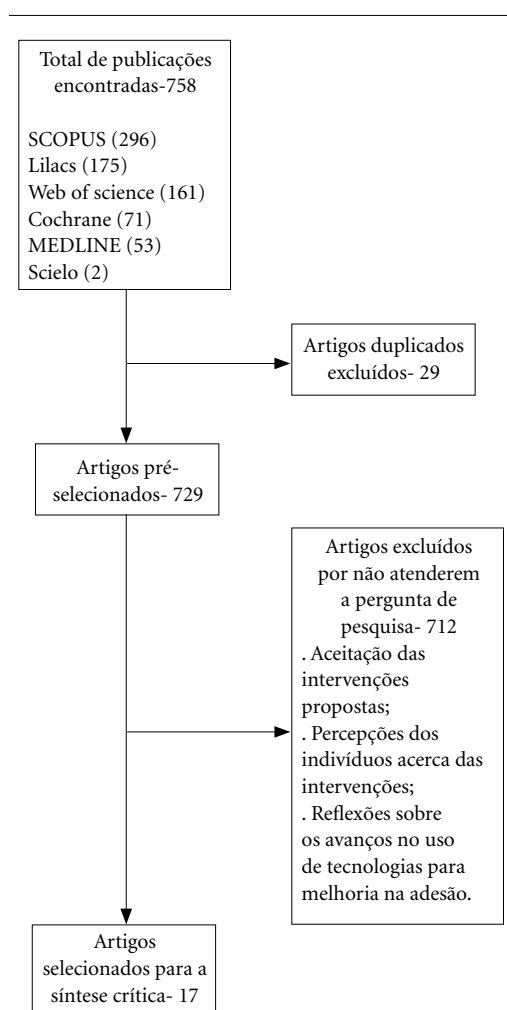 Total de publicações
encontradas-758
SCOPUS (296)
Lilacs (175)
Web of science (161)
Cochrane (71)
MEDLINE (53)
Scielo (2)
Artigos duplicados
excluídos- 29
Artigos pré-
selecionados- 729
Artigos excluídos
por não atenderem
a pergunta de
pesquisa- 712
. Aceitação das
intervenções
propostas;
. Percepções dos
indivíduos acerca das
intervenções;
. Reflexões sobre
os avanços no uso
de tecnologias para
melhoria na adesão.
Artigos
selecionados para a
síntese crítica- 17